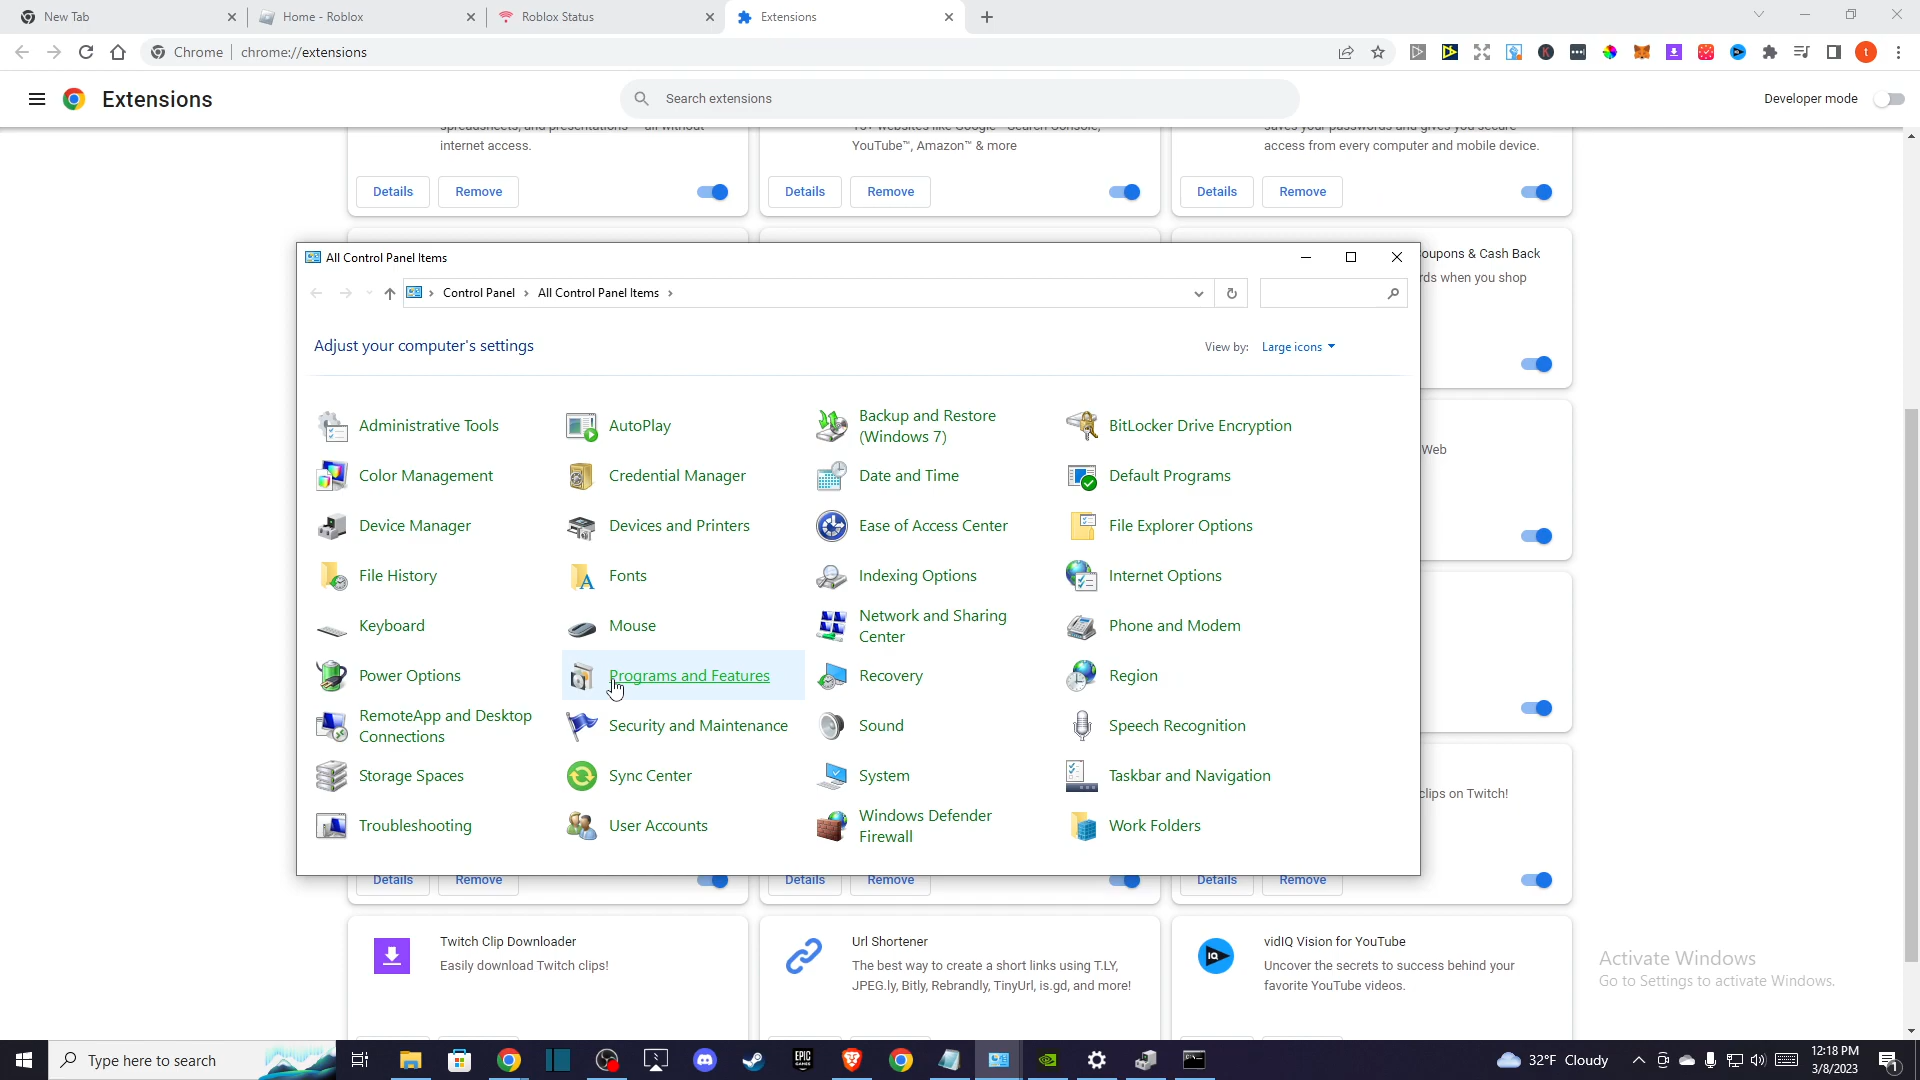 New Tab
Home - Roblox
Roblox Status
Extensions
Chrome
chrome://extensions
t
Extensions
Search extensions
Developer mode
internet access.
YouTube™, Amazon™ & more
access from every computer and mobile device.
Details
Remove
Details
Remove
Details
Remove
All Control Panel Items
Control Panel
All Control Panel Items
Adjust your computer's settings
View by:
Large icons
oupons & Cash Back
rds when you shop
Web
clips on Twitch!
Administrative Tools
AutoPlay
Backup and Restore
(Windows 7)
BitLocker Drive Encryption
Color Management
Credential Manager
Date and Time
Default Programs
Device Manager
Devices and Printers
Ease of Access Center
File Explorer Options
File History
Fonts
Indexing Options
Internet Options
Keyboard
Mouse
Network and Sharing
Center
Phone and Modem
Power Options
Programs and Features
Recovery
Region
RemoteApp and Desktop
Connections
Security and Maintenance
Sound
Speech Recognition
Storage Spaces
Sync Center
System
Taskbar and Navigation
Troubleshooting
User Accounts
Windows Defender
Firewall
Work Folders
Details
Remove
Details
Remove
Details
Remove
Twitch Clip Downloader
Easily download Twitch clips!
Url Shortener
The best way to create a short links using T.LY,
JPEG.ly, Bitly, Rebrandly, TinyUrl, is.gd, and more!
IQ
vidIQ Vision for YouTube
Uncover the secrets to success behind your
favorite YouTube videos.
Activate Windows
Go to Settings to activate Windows.
Type here to search
EPIC
GAMES
32°F Cloudy
12:18 PM
3/8/2023
1